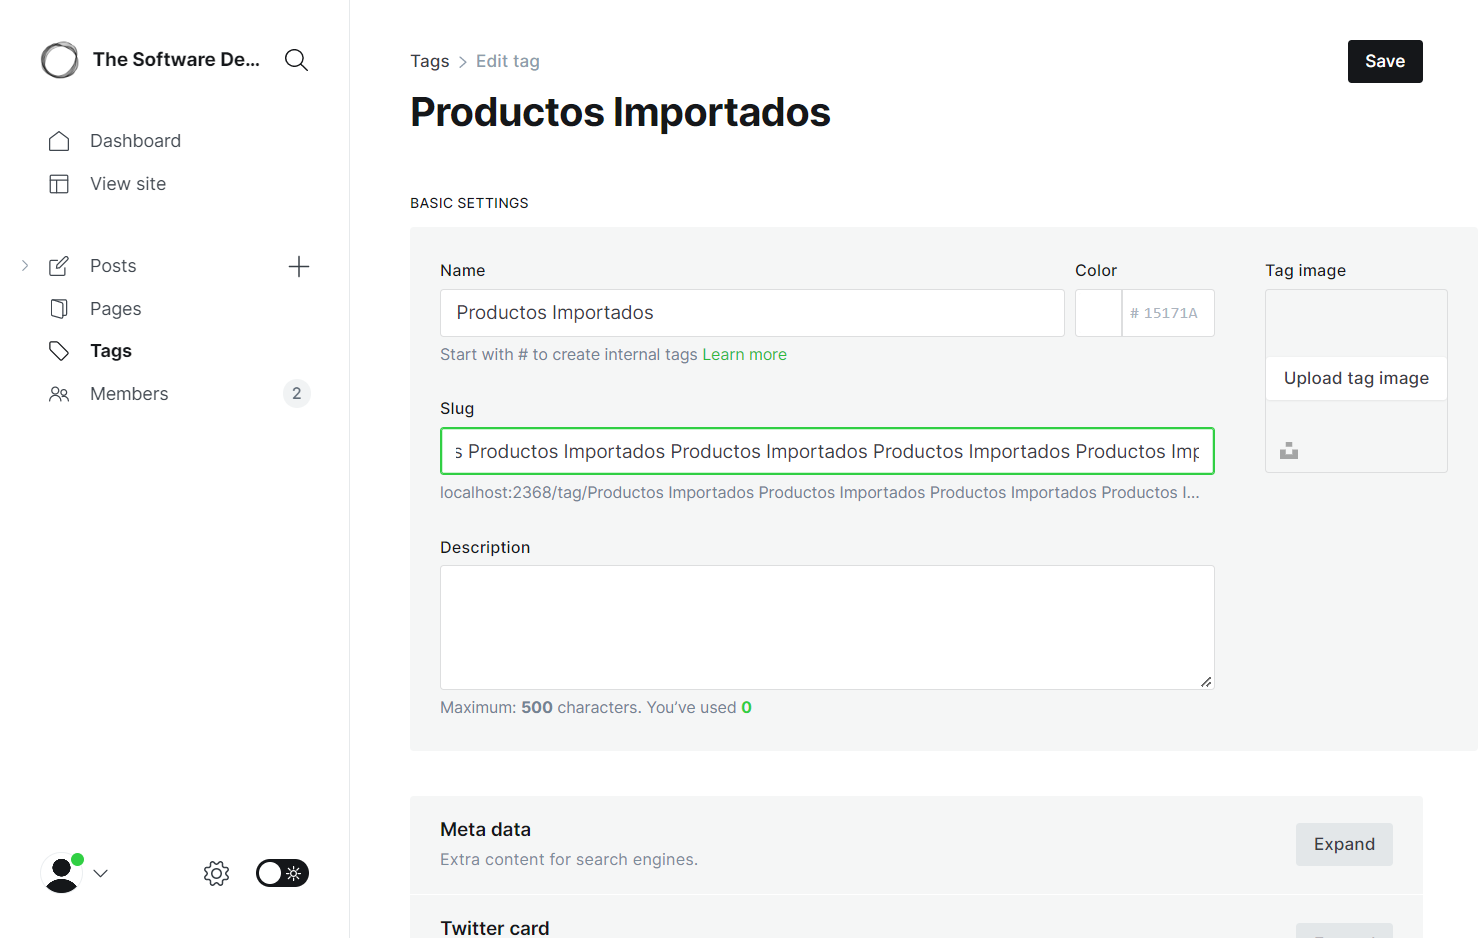 The Software De...
Dashboard
View site
Posts
Pages
Tags
Members
2
Tags > Edit tag
Save
Productos Importados
BASIC SETTINGS
Name
Productos Importados
Start with # to create internal tags Learn more
Color
# 15171A
Tag image
Upload tag image
Slug
s Productos Importados Productos Importados Productos Importados Productos Imp
localhost:2368/tag/Productos Importados Productos Importados Productos Importados Productos I...
Description
Maximum: 500 characters. You’ve used 0
Meta data
Extra content for search engines.
Expand
Twitter card